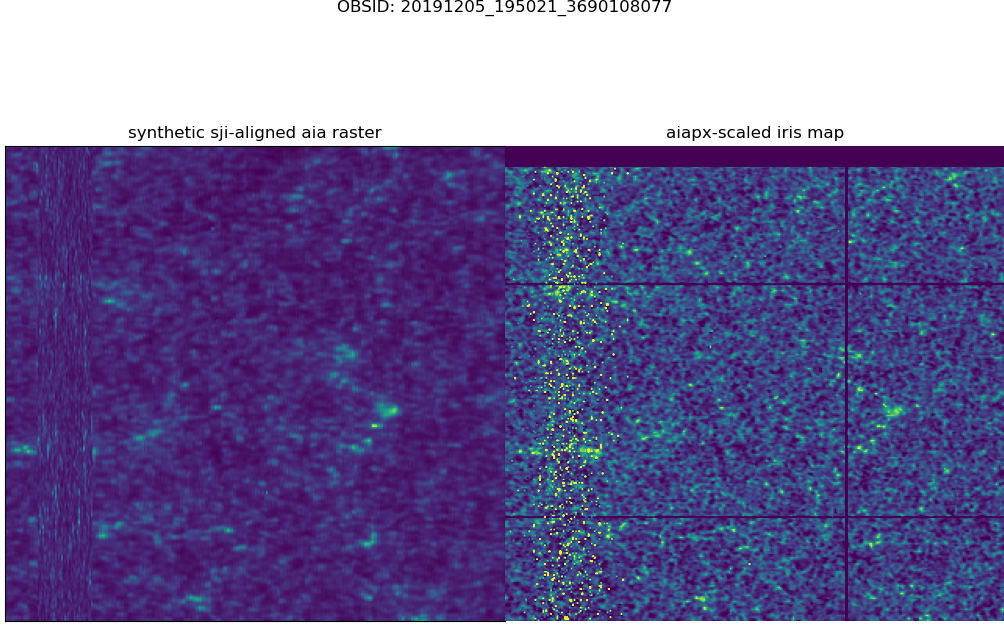 OBSID: 20191205_195021_3690108077
synthetic sji-aligned aia raster
aiapx-scaled iris map